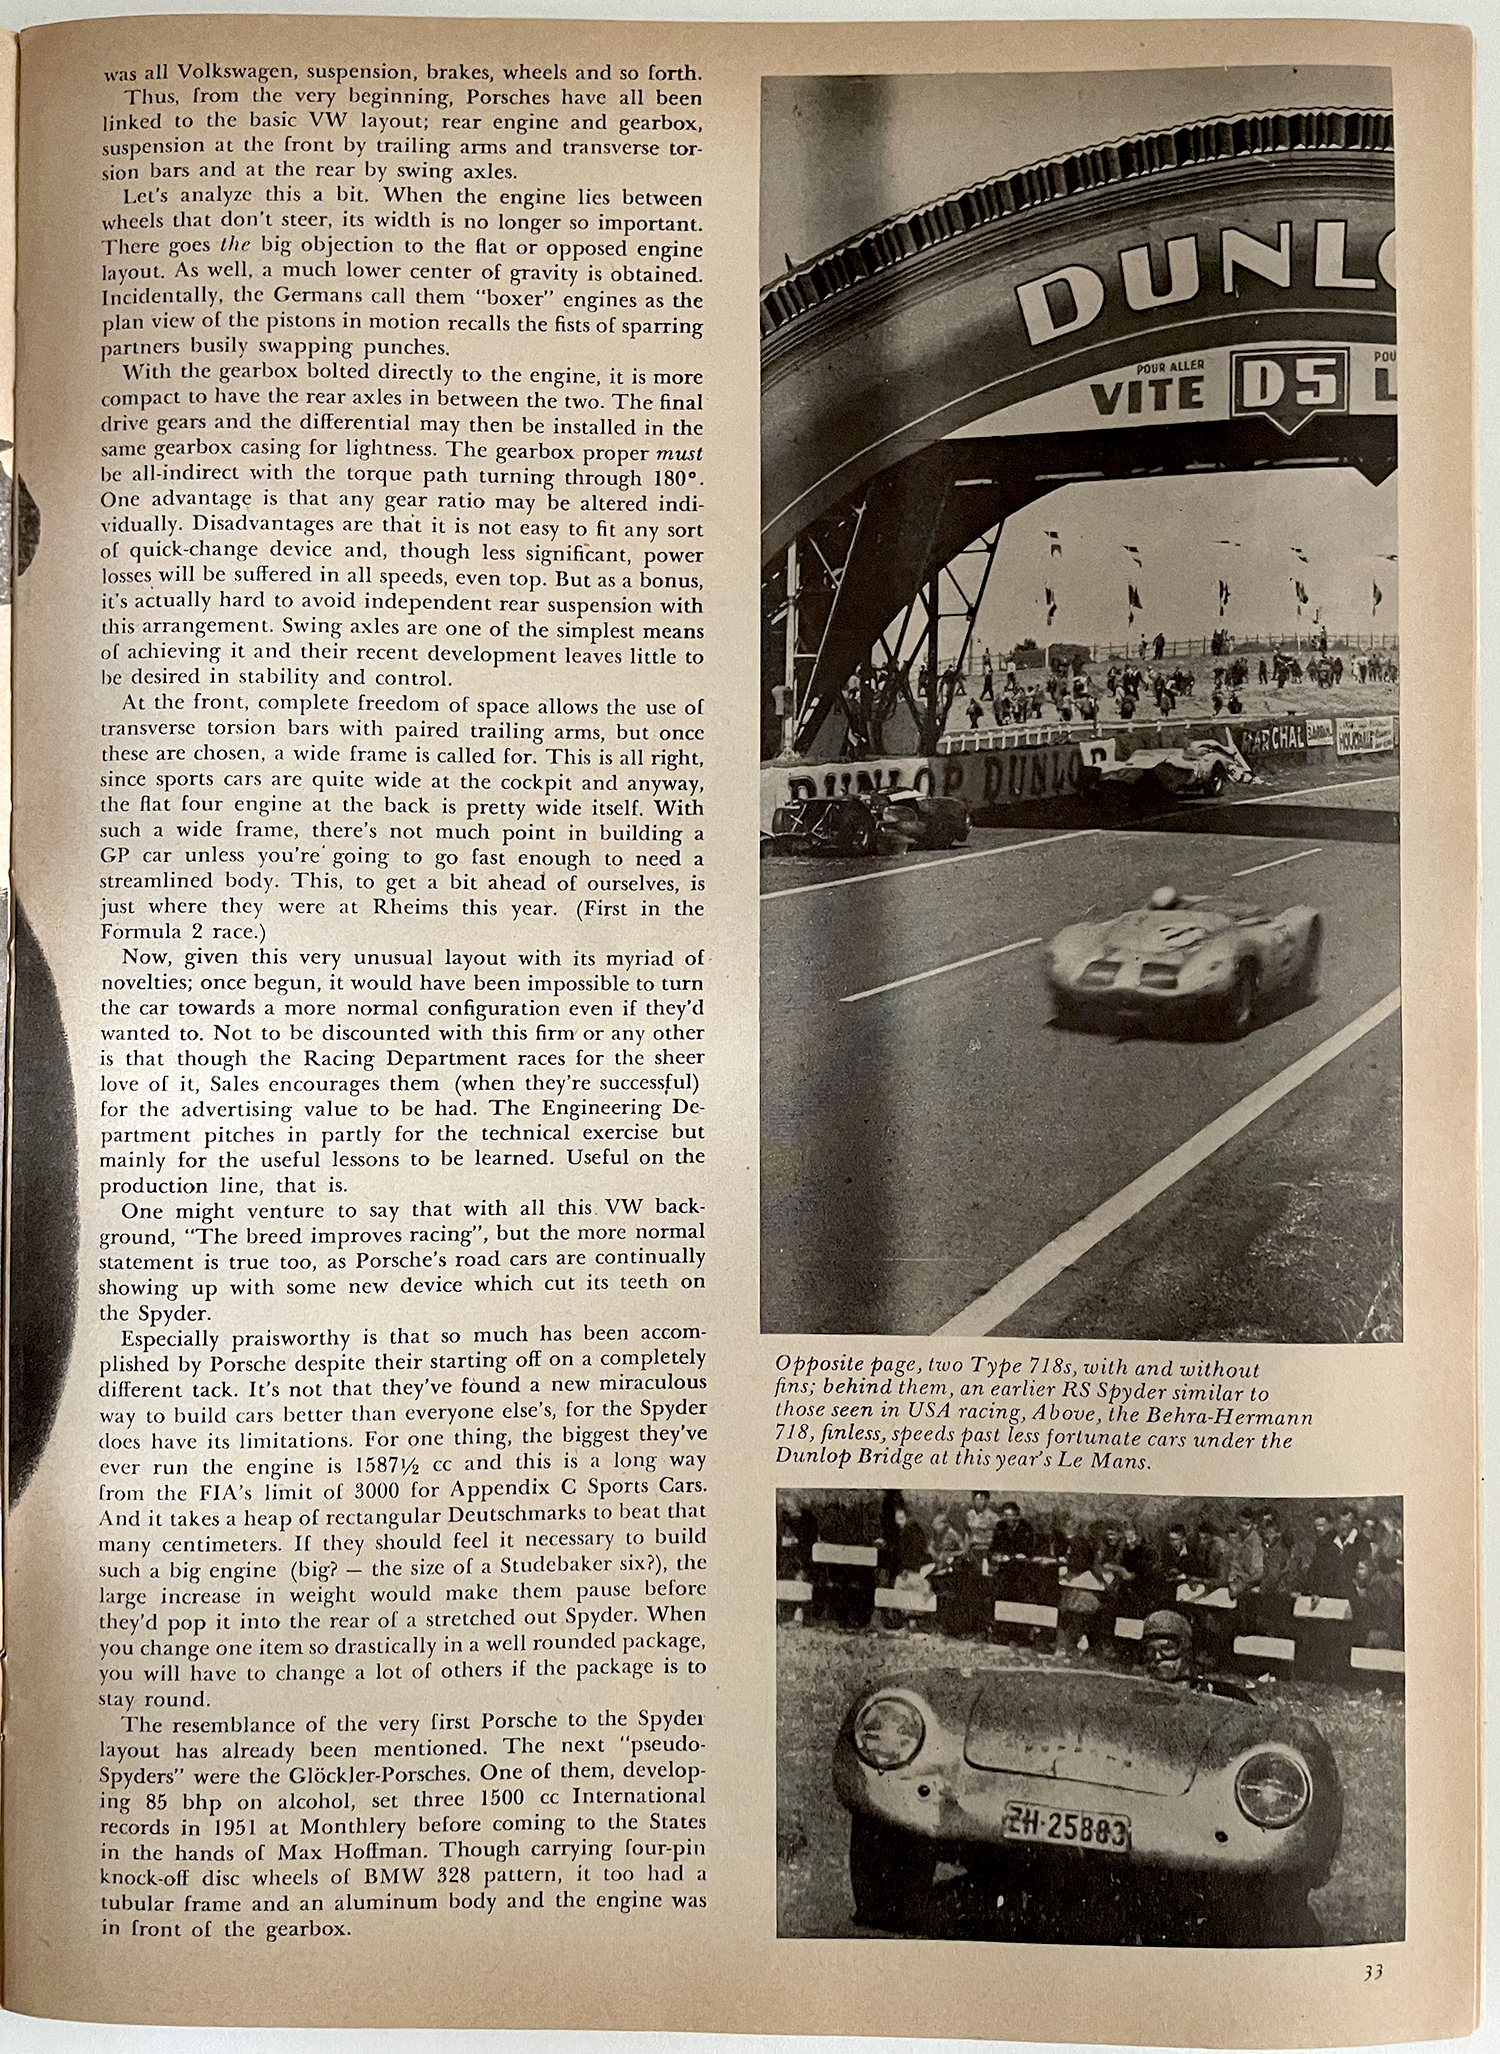 was all Volkswagen, suspension, brakes, wheels and so forth.
Thus, from the very beginning, Porsches have all been
linked to the basic VW layout; rear engine and gearbox,
suspension at the front by trailing arms and transverse tor-
sion bars and at the rear by swing axles.
Let's analyze this a bit. When the engine lies between
wheels that don't steer, its width is no longer so important.
There goes the big objection to the flat or opposed engine
layout. As well, a much lower center of gravity is obtained.
Incidentally, the Germans call them "boxer" engines as the
plan view of the pistons in motion recalls the fists of sparring
partners busily swapping punches.
With the gearbox bolted directly to the engine, it is more
compact to have the rear axles in between the two. The final
drive gears and the differential may then be installed in the
same gearbox casing for lightness. The gearbox proper must
be all-indirect with the torque path turning through 180°.
One advantage is that any gear ratio may be altered indi-
vidually. Disadvantages are that it is not easy to fit any sort
of quick-change device and, though less significant, power
losses will be suffered in all speeds, even top. But as a bonus,
it's actually hard to avoid independent rear suspension with
this arrangement. Swing axles are one of the simplest means
of achieving it and their recent development leaves little to
be desired in stability and control.
At the front, complete freedom of space allows the use of
transverse torsion bars with paired trailing arms, but once
these are chosen, a wide frame is called for. This is all right,
since sports cars are quite wide at the cockpit and anyway,
the flat four engine at the back is pretty wide itself. With
such a wide frame, there's not much point in building a
GP car unless you're going to go fast enough to need a
streamlined body. This, to get a bit ahead of ourselves, is
just where they were at Rheims this year. (First in the
Formula 2 race.)
Now, given this very unusual layout with its myriad of
novelties; once begun, it would have been impossible to turn
the car towards a more normal configuration even if they'd
wanted to. Not to be discounted with this firm or any other
is that though the Racing Department races for the sheer
love of it, Sales encourages them (when they're successful)
for the advertising value to be had. The Engineering De-
partment pitches in partly for the technical exercise but
mainly for the useful lessons to be learned. Useful on the
production line, that is.
One might venture to say that with all this VW back-
ground, "The breed improves racing", but the more normal
statement is true too, as Porsche's road cars are continually
showing up with some new device which cut its teeth on
the Spyder.
Especially praisworthy is that so much has been accom-
plished by Porsche despite their starting off on a completely
different tack. It's not that they've found a new miraculous
way to build cars better than everyone else's, for the Spyder
does have its limitations. For one thing, the biggest they've
ever run the engine is 1587½ cc and this is a long way
from the FIA's limit of 3000 for Appendix C Sports Cars.
And it takes a heap of rectangular Deutschmarks to beat that
many centimeters. If they should feel it necessary to build
such a big engine (big? — the size of a Studebaker six?), the
large increase in weight would make them pause before
they'd pop it into the rear of a stretched out Spyder. When
you change one item so drastically in a well rounded package,
you will have to change a lot of others if the package is to
stay round.
The resemblance of the very first Porsche to the Spyder
layout has already been mentioned. The next "pseudo-
Spyders" were the Glöckler-Porsches. One of them, develop-
ing 85 bhp on alcohol, set three 1500 cc International
records in 1951 at Monthlery before coming to the States
in the hands of Max Hoffman. Though carrying four-pin
knock-off disc wheels of BMW 328 pattern, it too had a
tubular frame and an aluminum body and the engine was
in front of the gearbox.
DUNLO
POUR ALLER
VITE
D5
POU
L
MARCHAL
DUNLOP DUNLOP
Opposite page, two Type 718s, with and without
fins; behind them, an earlier RS Spyder similar to
those seen in USA racing, Above, the Behra-Hermann
718, finless, speeds past less fortunate cars under the
Dunlop Bridge at this year's Le Mans.
ZH·25883
33